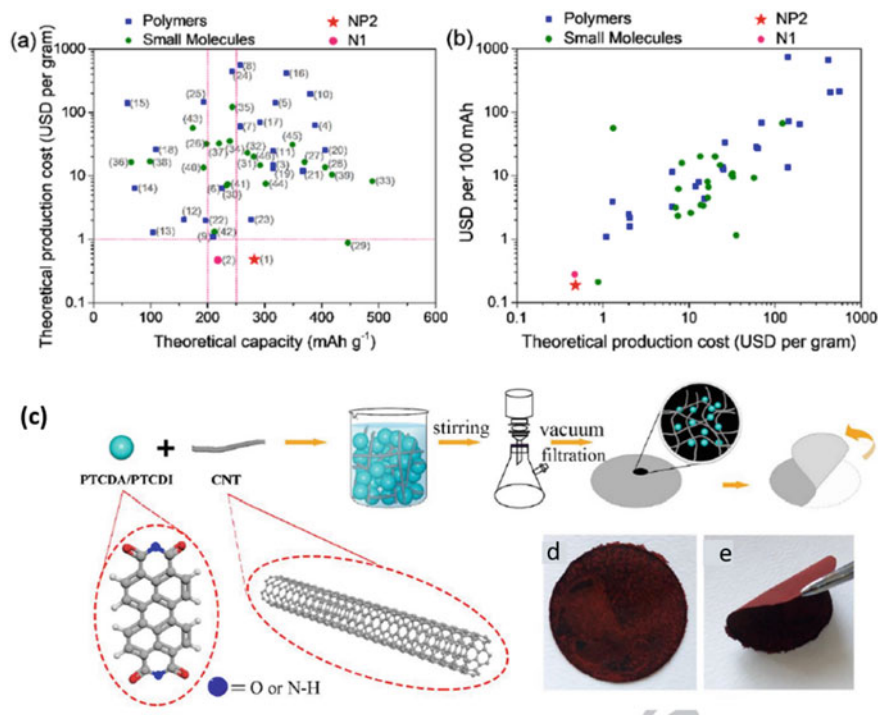 (a)
Polymers
Small Molecules
NP2
N1
Theoretical production cost (USD per gram)
1000
100
10
1
0.1
(8)
(24)
(16)
(10)
(25)
(15)
(5)
(35)
(43)
(7)
(17)
(4)
(26)
(37)
(34)
(32)
(45)
(18)
(11)
(20)
(36)
(38)
(31)
(46)
(27)
(40)
(3)
(19)
(28)
(21)
(39)
(33)
(14)
(6)
(41)
(30)
(44)
(12)
(22)
(23)
(13)
(9)
(42)
(29)
(2)
(1)
0 100 200 300 400 500 600
Theoretical capacity (mAh g⁻¹)
(b)
Polymers
Small Molecules
NP2
N1
USD per 100 mAh
1000
100
10
1
0.1
0.1 1 10 100 1000
Theoretical production cost (USD per gram)
(c)
PTCDA/PTCDI
+
CNT
stirring
vacuum
filtration
= O or N-H
d
e